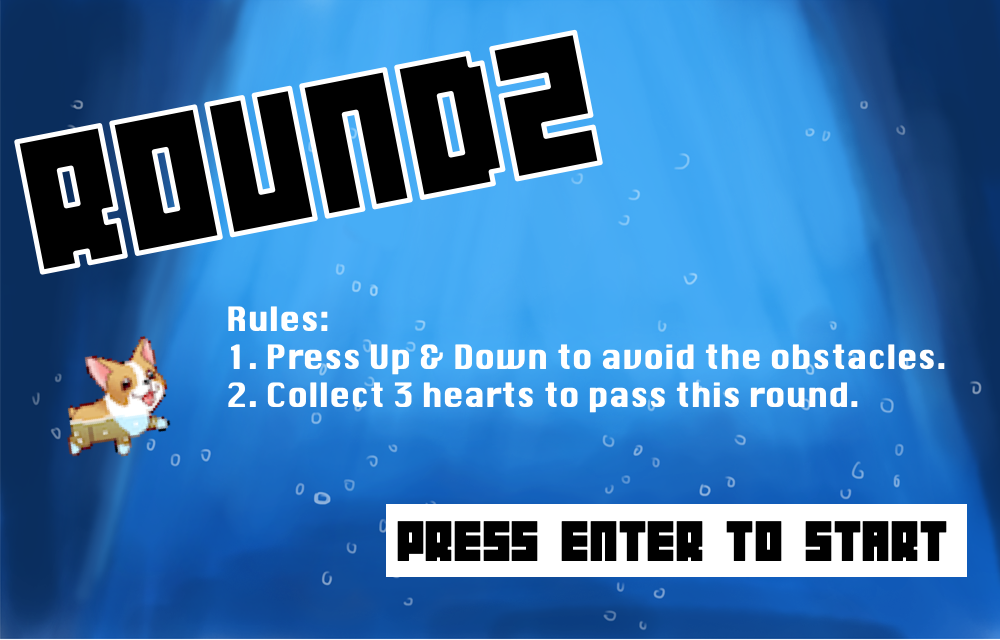 ROUND2
Rules:
1. Press Up & Down to avoid the obstacles.
2. Collect 3 hearts to pass this round.
PRESS ENTER TO START